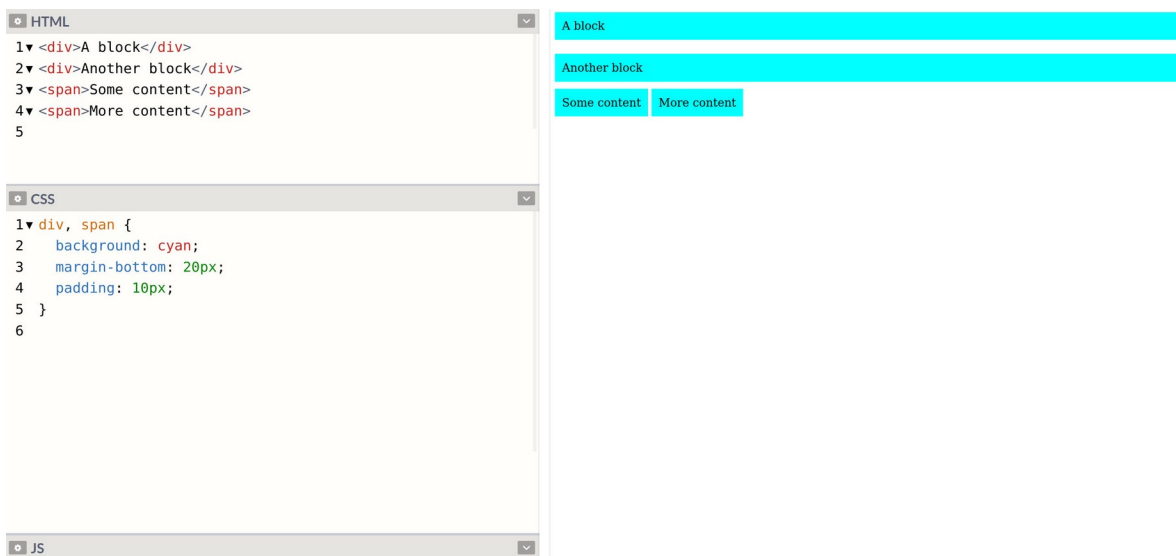 HTML
1▼ <div>A block</div>
2▼ <div>Another block</div>
3▼ <span>Some content</span>
4▼ <span>More content</span>
5
CSS
1▼ div, span {
2   background: cyan;
3   margin-bottom: 20px;
4   padding: 10px;
5 }
6
JS
A block
Another block
Some content More content